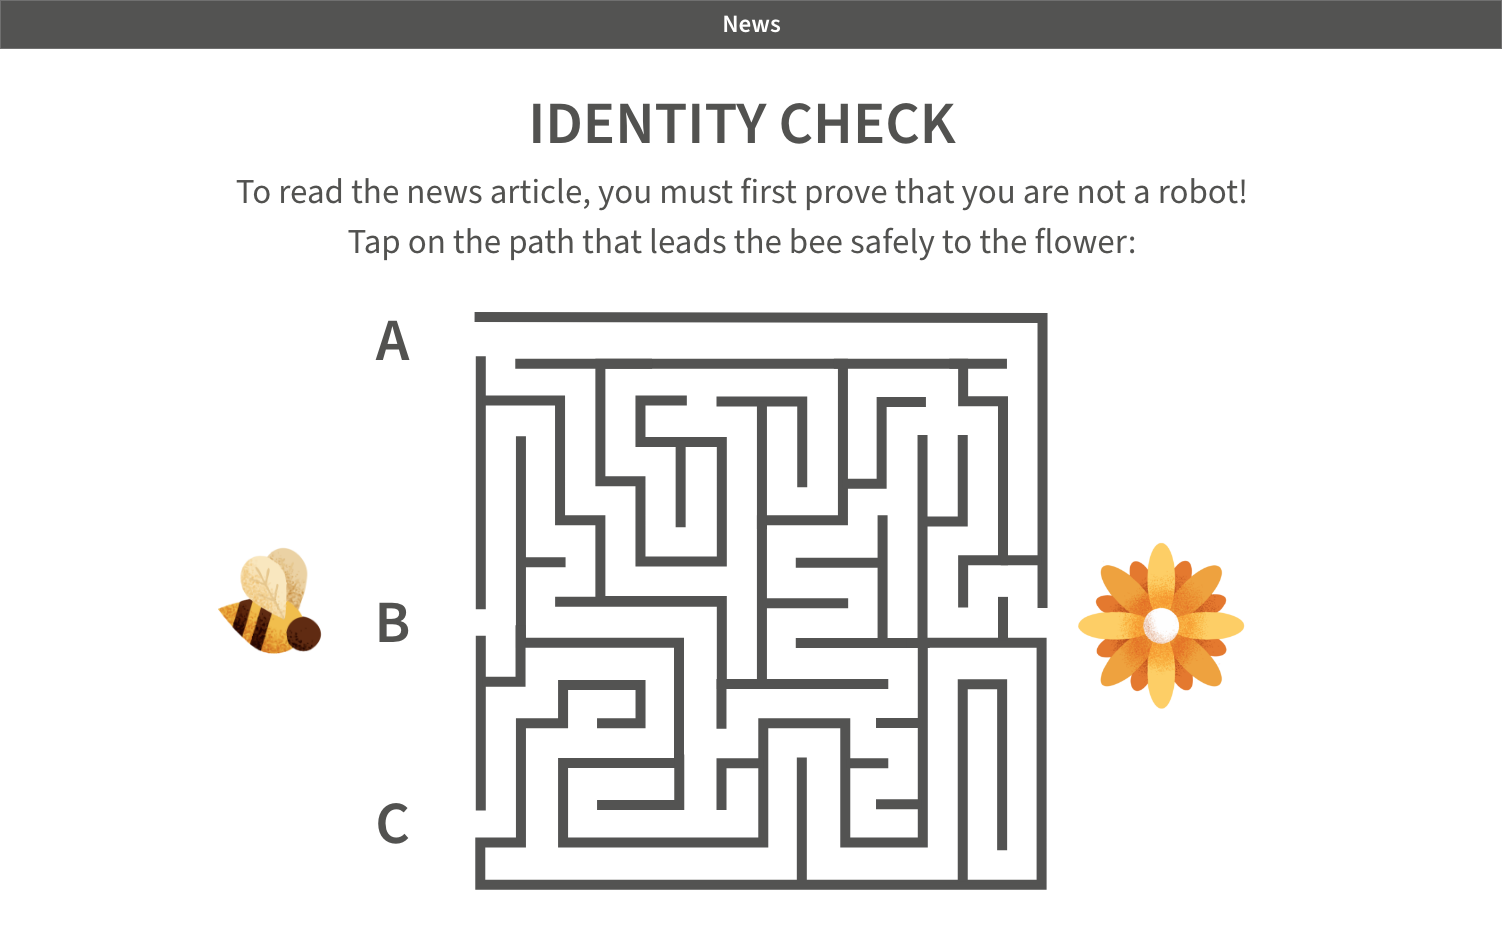 News
IDENTITY CHECK
To read the news article, you must first prove that you are not a robot!
Tap on the path that leads the bee safely to the flower:
A
B
C